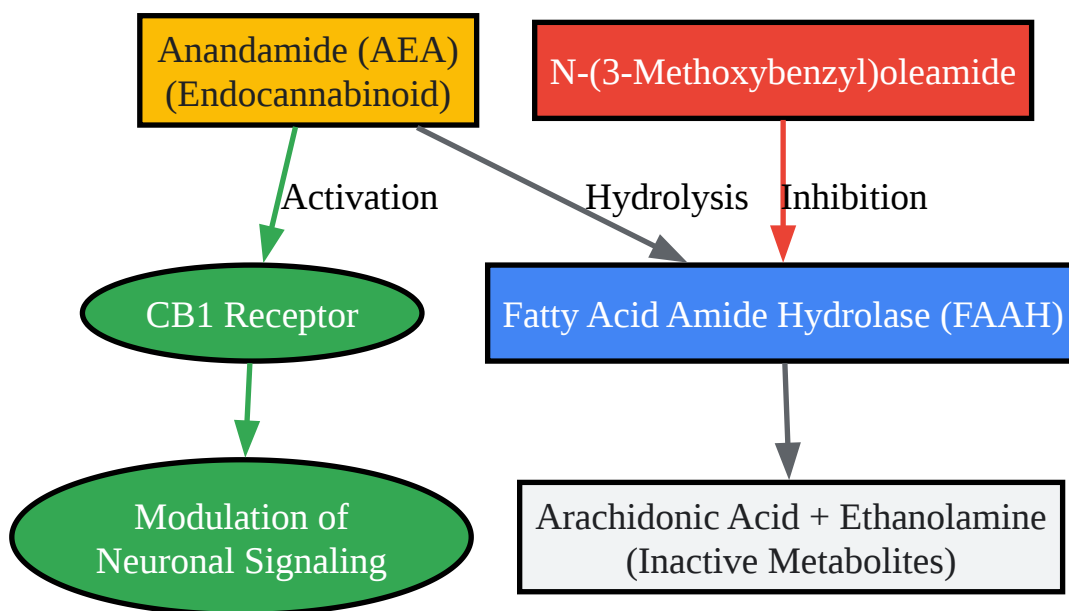 Anandamide (AEA)
(Endocannabinoid)
N-(3-Methoxybenzyl)oleamide
Activation
Hydrolysis
Inhibition
CB1 Receptor
Fatty Acid Amide Hydrolase (FAAH)
Modulation of
Neuronal Signaling
Arachidonic Acid + Ethanolamine
(Inactive Metabolites)